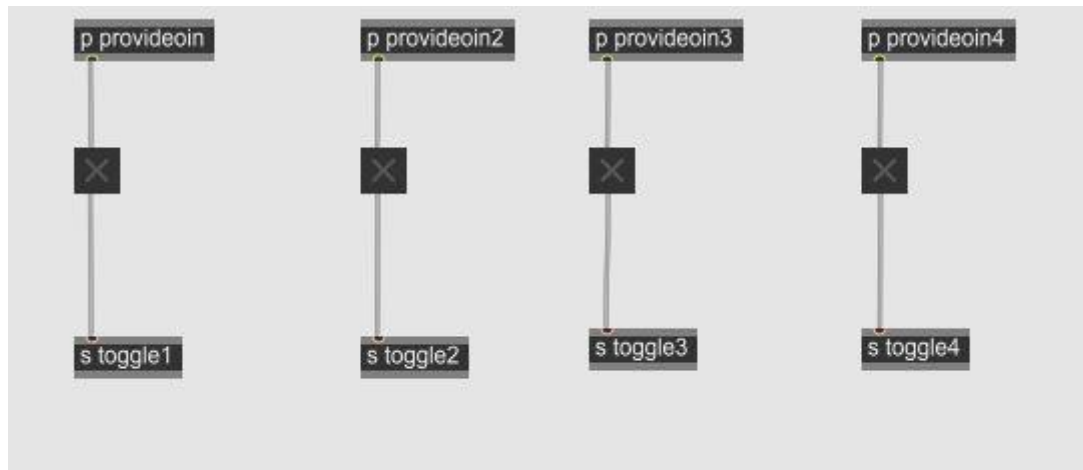 p provideoin
p provideoin2
p provideoin3
p provideoin4
s toggle1
s toggle2
s toggle3
s toggle4